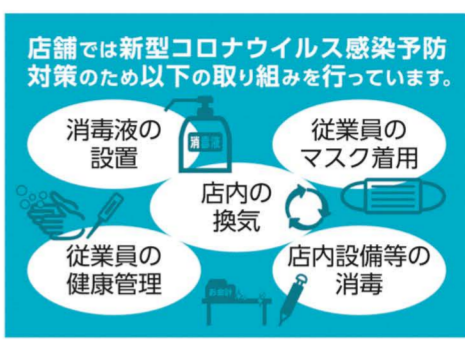 店舗では新型コロナウイルス感染予防
対策のため以下の取り組みを行っています。
消毒液の
設置
消毒液
従業員の
マスク着用
店内の
換気
従業員の
健康管理
店内設備等の
消毒
お会計